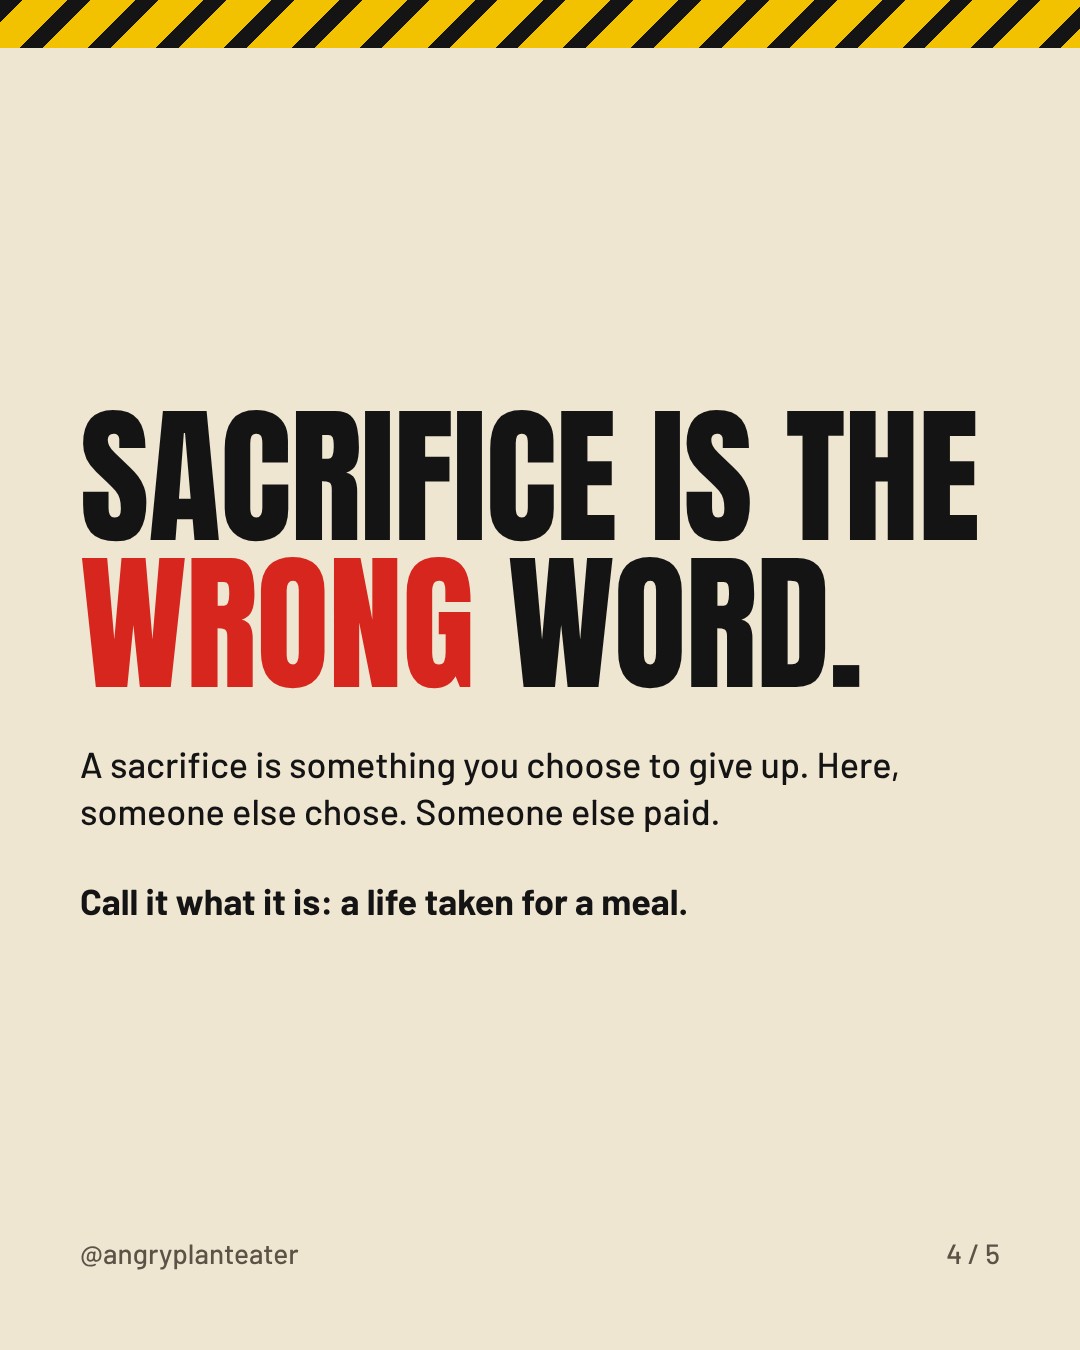 SACRIFICE IS THE
WRONG WORD.
A sacrifice is something you choose to give up. Here,
someone else chose. Someone else paid.
Call it what it is: a life taken for a meal.
@angryplanteater
4 / 5